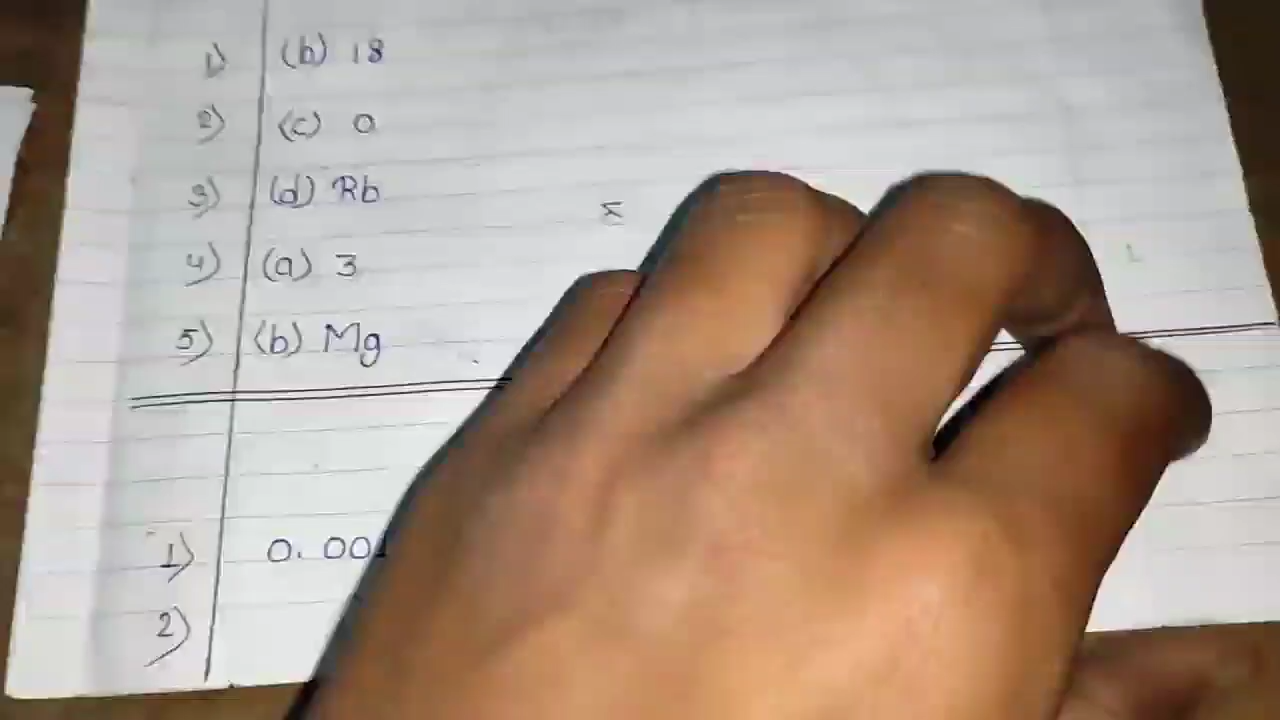 1) (b) 18
2) (c) 0
3) (d) Rb
4) (a) 3
5) (b) Mg
1) 0.00
2)